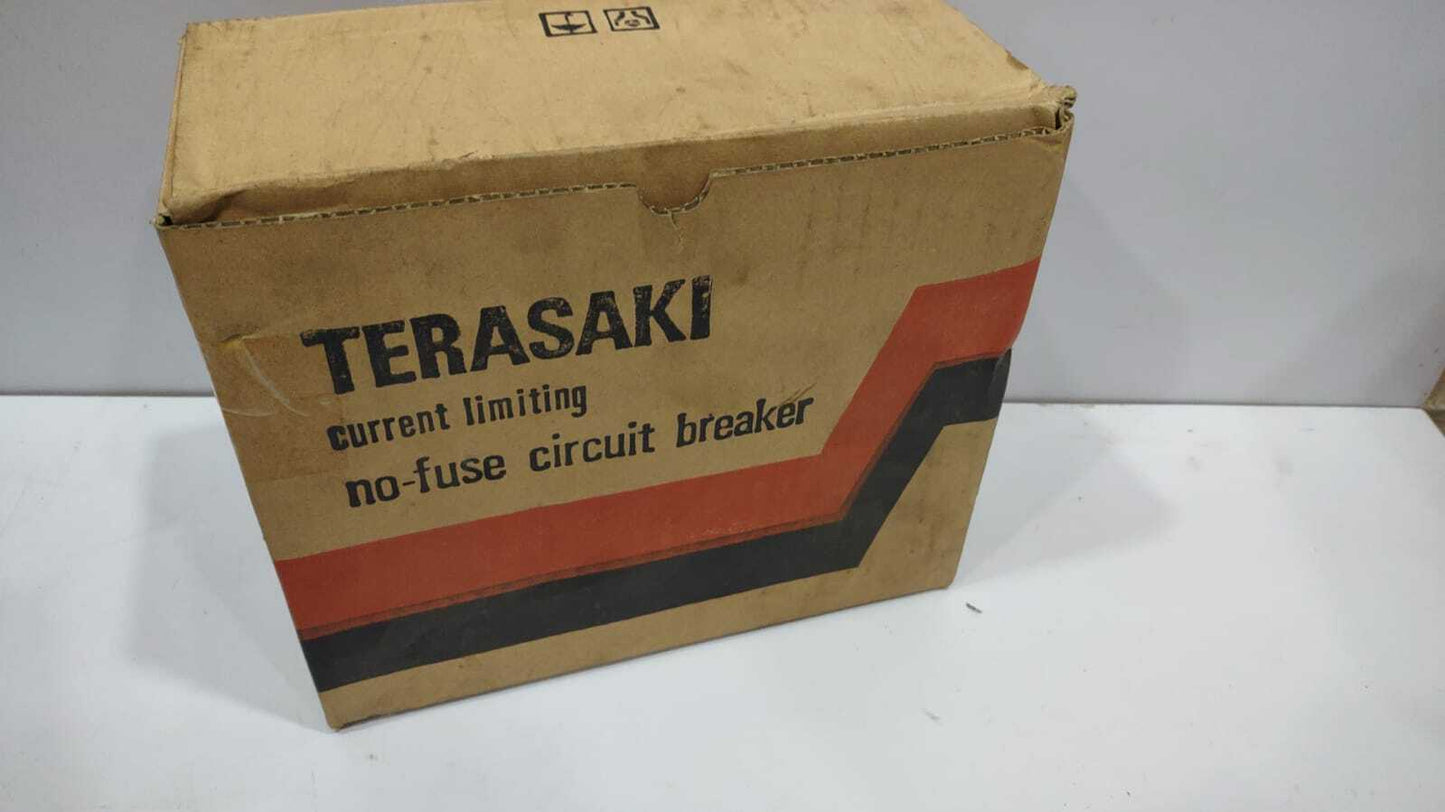 TERASAKI
current limiting
no-fuse circuit breaker